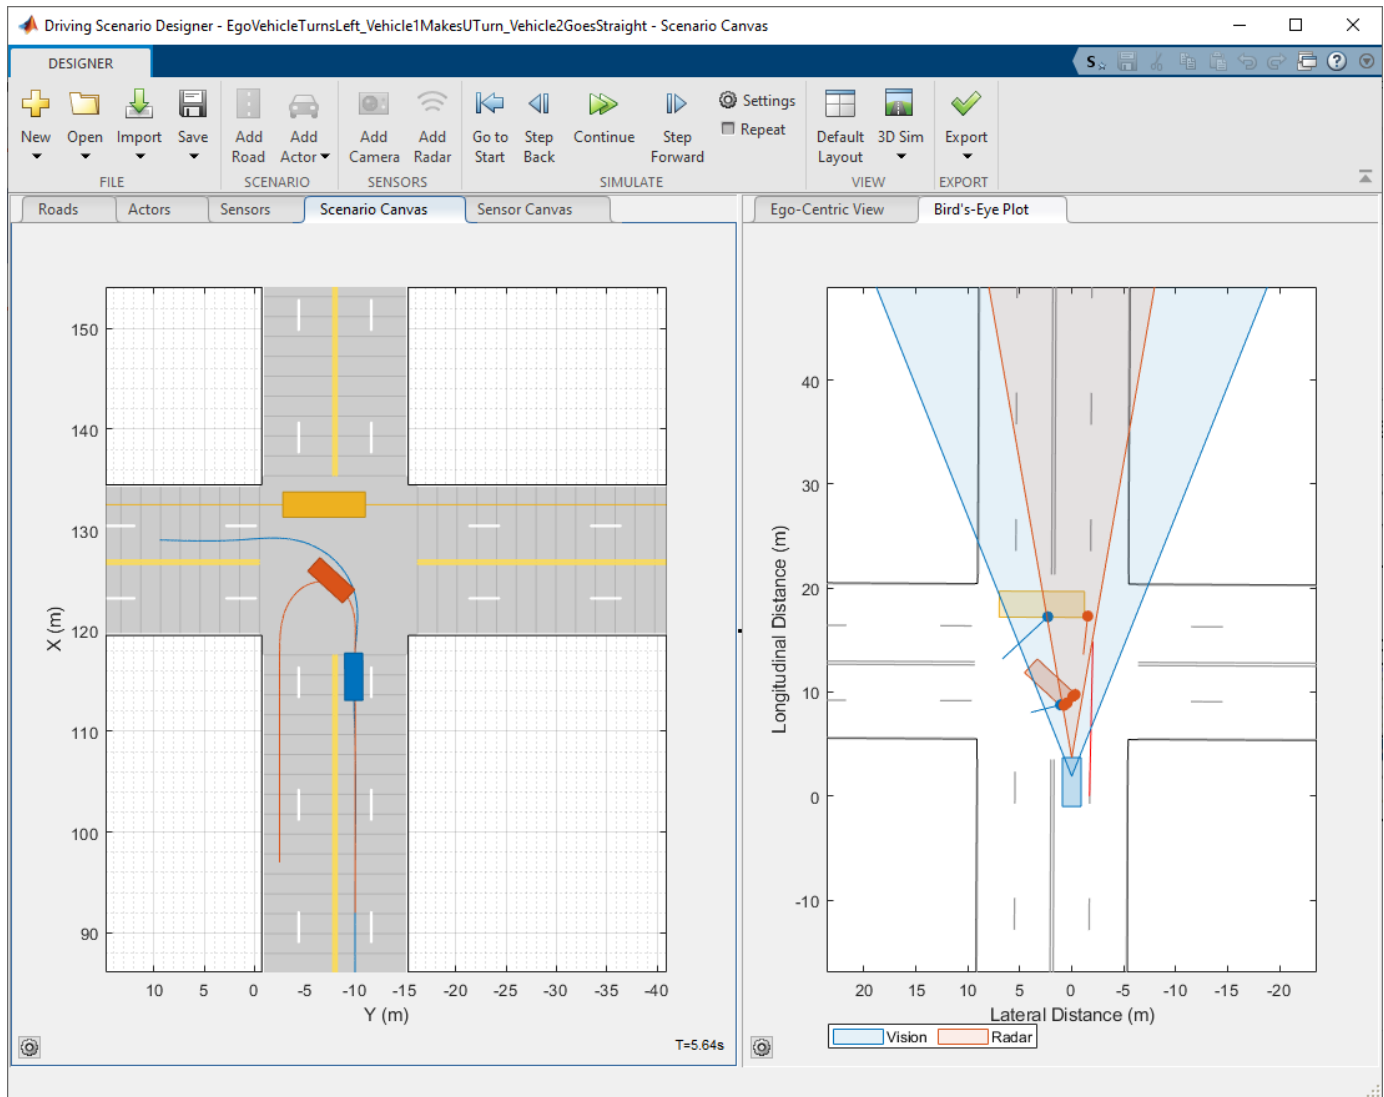 Driving Scenario Designer - EgoVehicleTurnsLeft_Vehicle1MakesUTurn_Vehicle2GoesStraight - Scenario Canvas
DESIGNER
S
?
New
Open
Import
Save
Add Road
Add Actor
Add Camera
Add Radar
Go to Start
Step Back
Continue
Step Forward
Settings
Repeat
Default Layout
3D Sim
Export
FILE
SCENARIO
SENSORS
SIMULATE
VIEW
EXPORT
Roads
Actors
Sensors
Scenario Canvas
Sensor Canvas
150
140
130
120
110
100
90
X (m)
10 5 0 -5 -10 -15 -20 -25 -30 -35 -40
Y (m)
T=5.64s
Ego-Centric View
Bird's-Eye Plot
40
30
20
10
0
-10
Longitudinal Distance (m)
20 15 10 5 0 -5 -10 -15 -20
Lateral Distance (m)
Vision
Radar